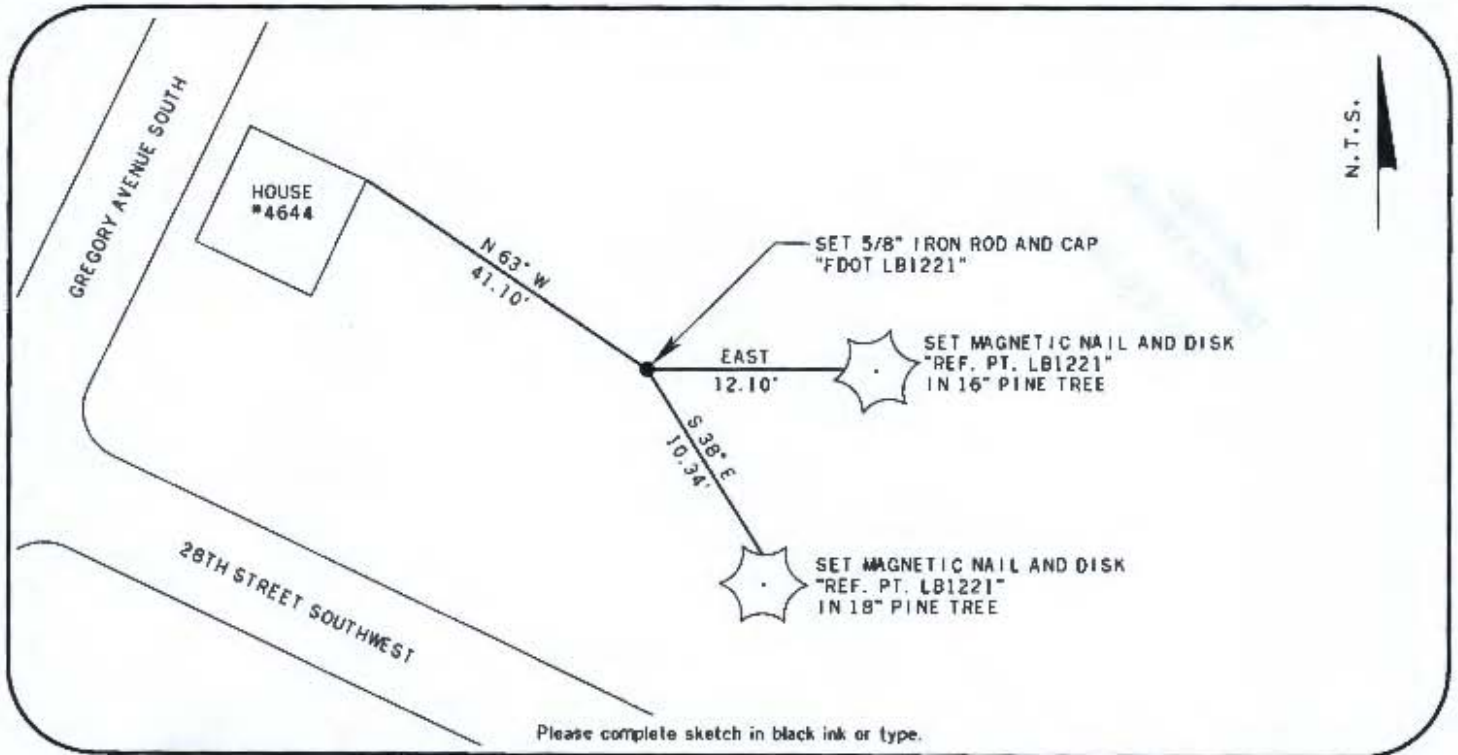 GREGORY AVENUE SOUTH
HOUSE
#4644
N.T.S.
N 63° W
41.10'
SET 5/8" IRON ROD AND CAP
"FDOT LB1221"
EAST
12.10'
SET MAGNETIC NAIL AND DISK
"REF. PT. LB1221"
IN 16" PINE TREE
S 38° E
10.34'
SET MAGNETIC NAIL AND DISK
"REF. PT. LB1221"
IN 18" PINE TREE
28TH STREET SOUTHWEST
Please complete sketch in black ink or type.